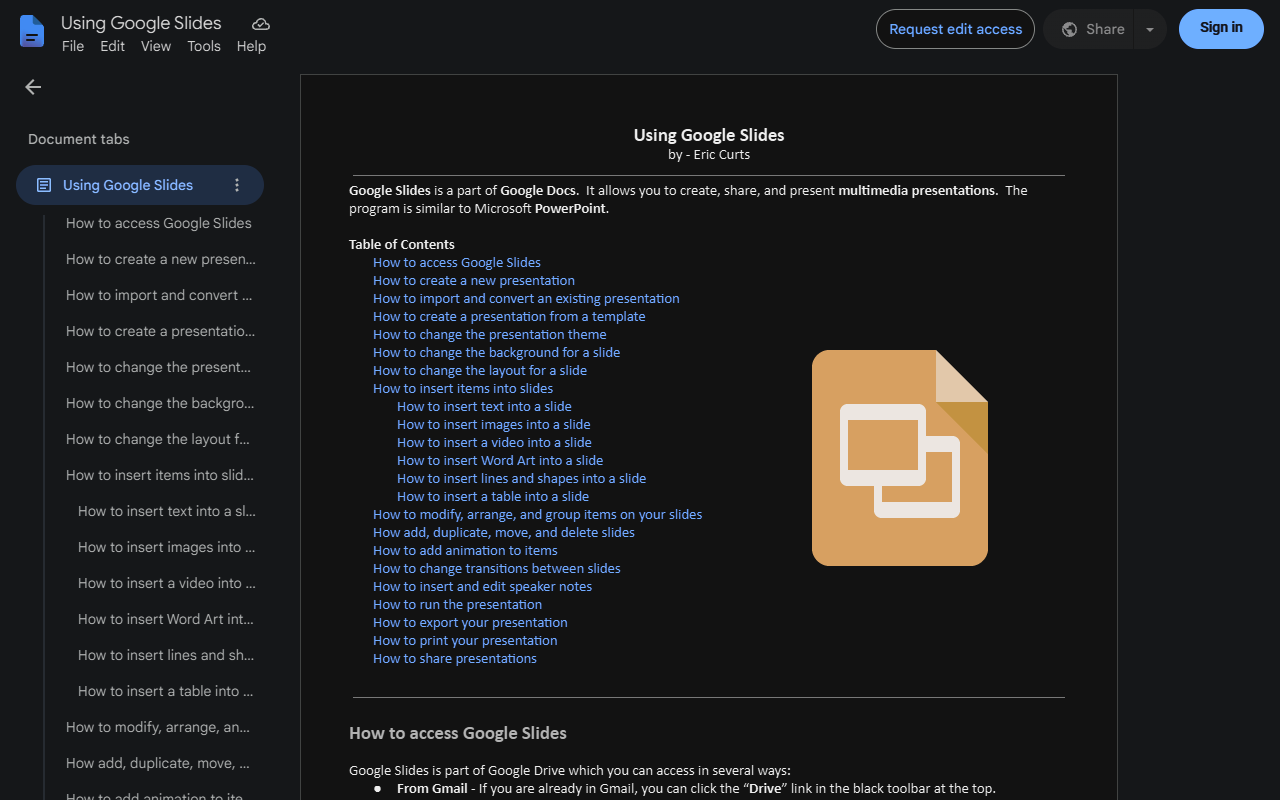 Using Google Slides
File Edit View Tools Help
Request edit access
Share
Sign in
Document tabs
Using Google Slides
How to access Google Slides
How to create a new presen...
How to import and convert ...
How to create a presentatio...
How to change the present...
How to change the backgro...
How to change the layout f...
How to insert items into slid...
How to insert text into a sl...
How to insert images into ...
How to insert a video into ...
How to insert Word Art int...
How to insert lines and sh...
How to insert a table into ...
How to modify, arrange, an...
How add, duplicate, move, ...
How to add animation to ite...
Using Google Slides
by - Eric Curts
Google Slides is a part of Google Docs.  It allows you to create, share, and present multimedia presentations.  The
program is similar to Microsoft PowerPoint.
Table of Contents
How to access Google Slides
How to create a new presentation
How to import and convert an existing presentation
How to create a presentation from a template
How to change the presentation theme
How to change the background for a slide
How to change the layout for a slide
How to insert items into slides
How to insert text into a slide
How to insert images into a slide
How to insert a video into a slide
How to insert Word Art into a slide
How to insert lines and shapes into a slide
How to insert a table into a slide
How to modify, arrange, and group items on your slides
How add, duplicate, move, and delete slides
How to add animation to items
How to change transitions between slides
How to insert and edit speaker notes
How to run the presentation
How to export your presentation
How to print your presentation
How to share presentations
How to access Google Slides
Google Slides is part of Google Drive which you can access in several ways:
● From Gmail - If you are already in Gmail, you can click the “Drive” link in the black toolbar at the top.